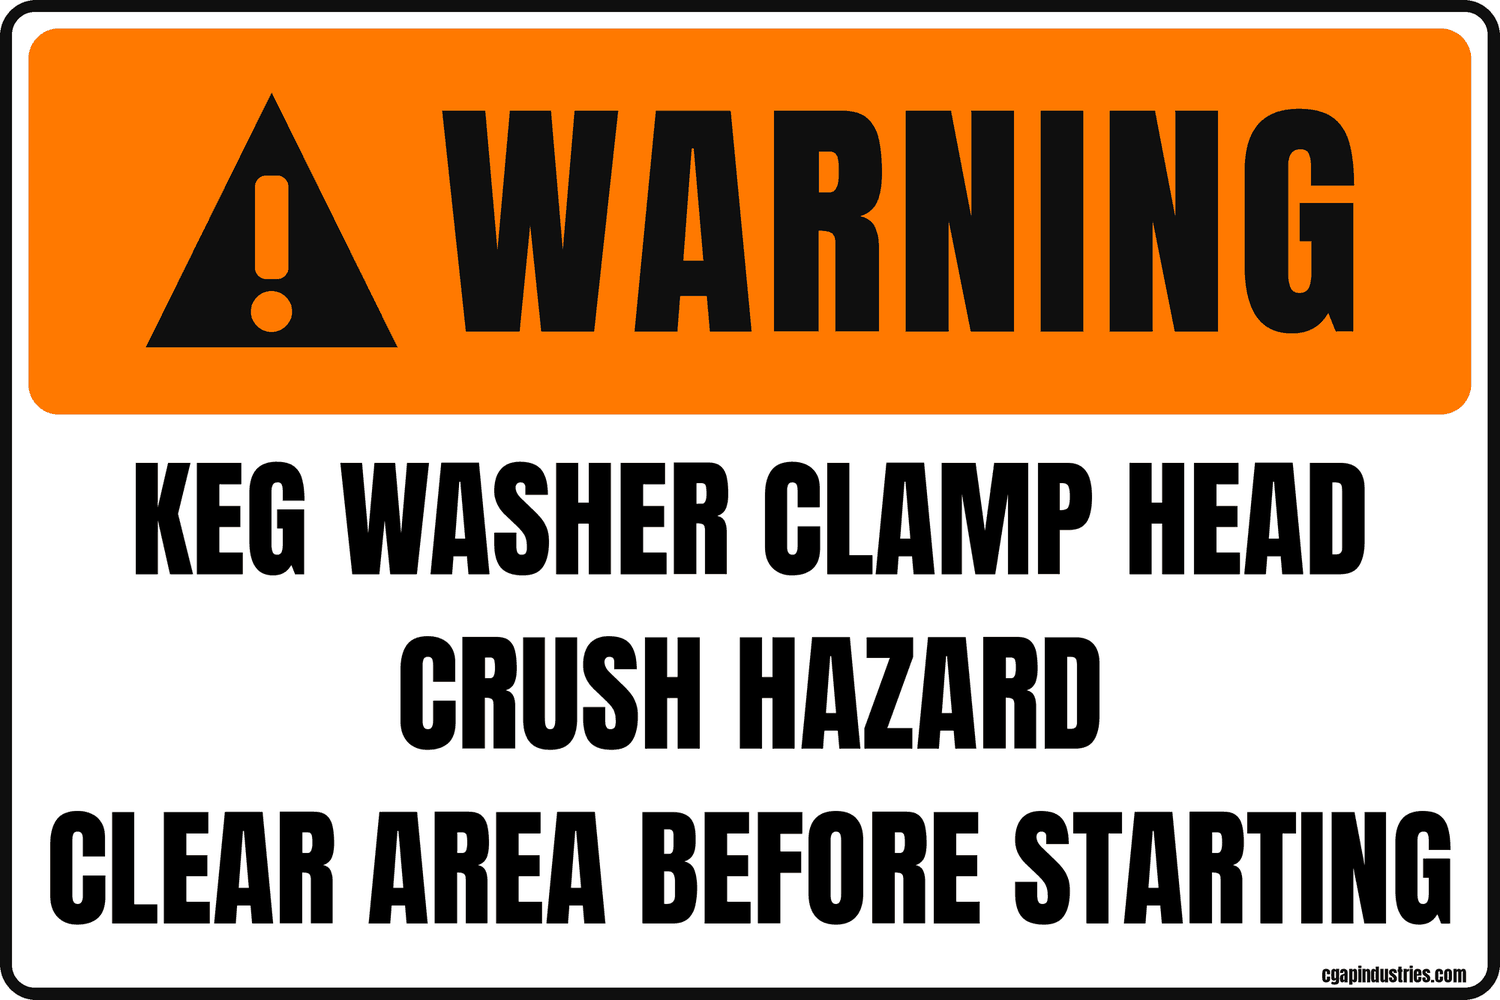 WARNING
KEG WASHER CLAMP HEAD
CRUSH HAZARD
CLEAR AREA BEFORE STARTING
cgapindustries.com